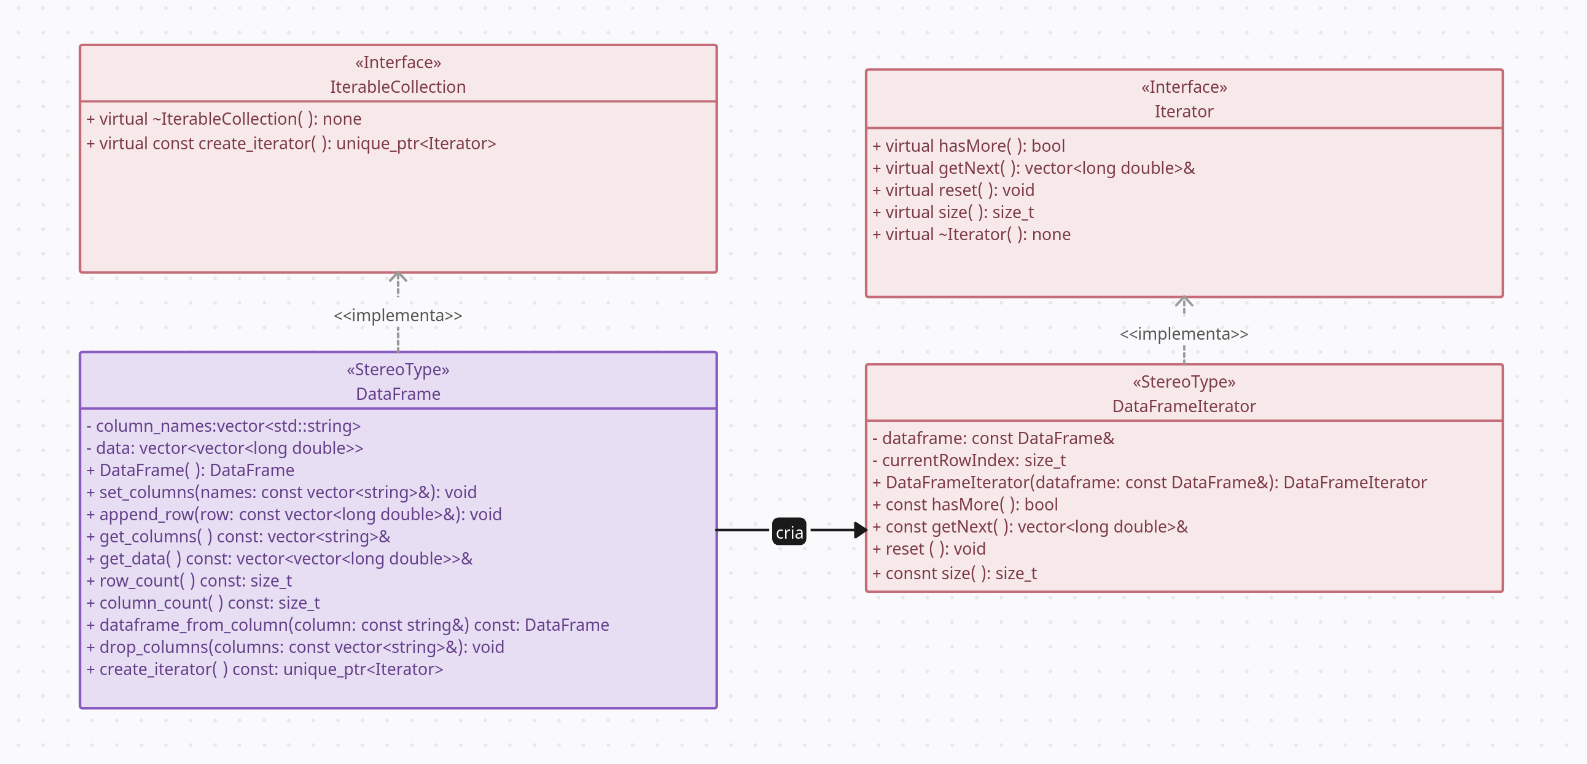 «Interface»
IterableCollection
+ virtual ~IterableCollection( ): none
+ virtual const create_iterator( ): unique_ptr<Iterator>
<<implementa>>
«StereoType»
DataFrame
- column_names:vector<std::string>
- data: vector<vector<long double>>
+ DataFrame( ): DataFrame
+ set_columns(names: const vector<string>&): void
+ append_row(row: const vector<long double>&): void
+ get_columns( ) const: vector<string>&
+ get_data( ) const: vector<vector<long double>>&
+ row_count( ) const: size_t
+ column_count( ) const: size_t
+ dataframe_from_column(column: const string&) const: DataFrame
+ drop_columns(columns: const vector<string>&): void
+ create_iterator( ) const: unique_ptr<Iterator>
cria
«Interface»
Iterator
+ virtual hasMore( ): bool
+ virtual getNext( ): vector<long double>&
+ virtual reset( ): void
+ virtual size( ): size_t
+ virtual ~Iterator( ): none
<<implementa>>
«StereoType»
DataFrameIterator
- dataframe: const DataFrame&
- currentRowIndex: size_t
+ DataFrameIterator(dataframe: const DataFrame&): DataFrameIterator
+ const hasMore( ): bool
+ const getNext( ): vector<long double>&
+ reset ( ): void
+ consnt size( ): size_t